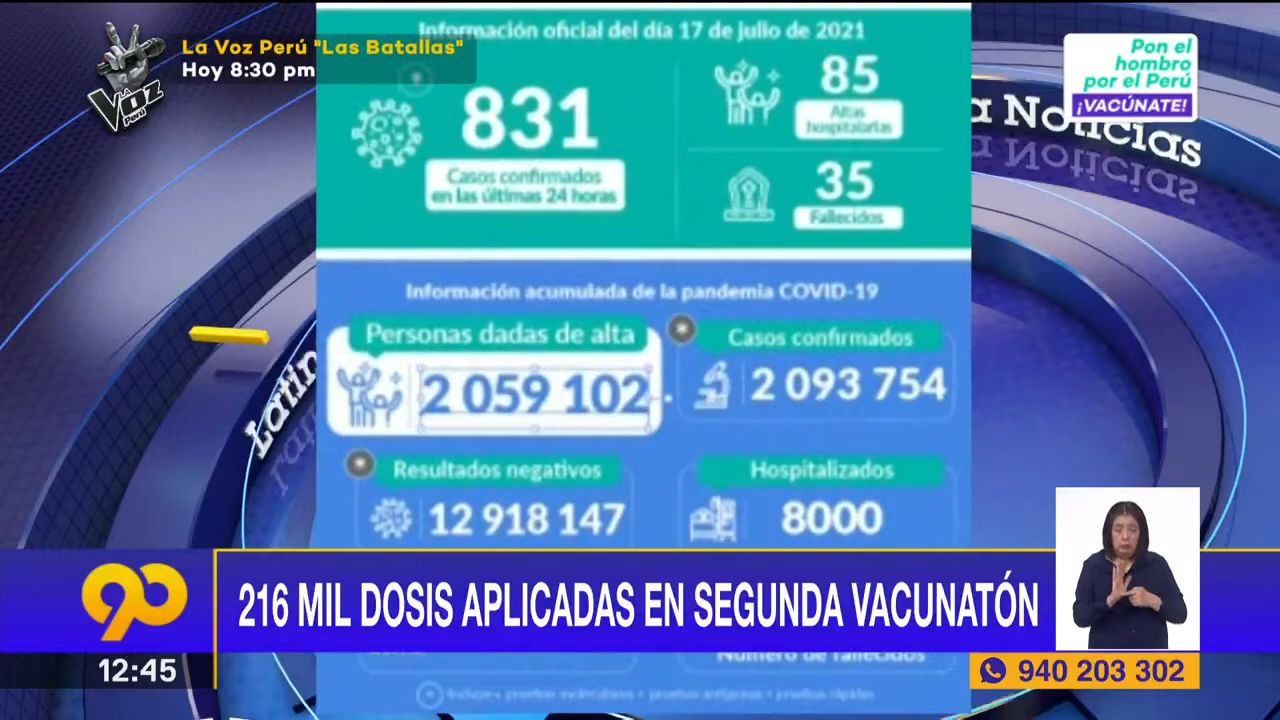 La Voz Perú "Las Batallas"
Hoy 8:30 pm
LA
Voz
Perú
Información oficial del día 17 de julio de 2021
831
Casos confirmados
en las últimas 24 horas
85
Altas
hospitalarias
35
Fallecidos
Pon el
hombro
por el Perú
¡VACÚNATE!
a Noticias
Latin
Información acumulada de la pandemia COVID-19
Personas dadas de alta
2 059 102
Casos confirmados
2 093 754
Resultados negativos
12 918 147
Hospitalizados
8000
90
216 MIL DOSIS APLICADAS EN SEGUNDA VACUNATÓN
12:45
Número de fallecidos
940 203 302